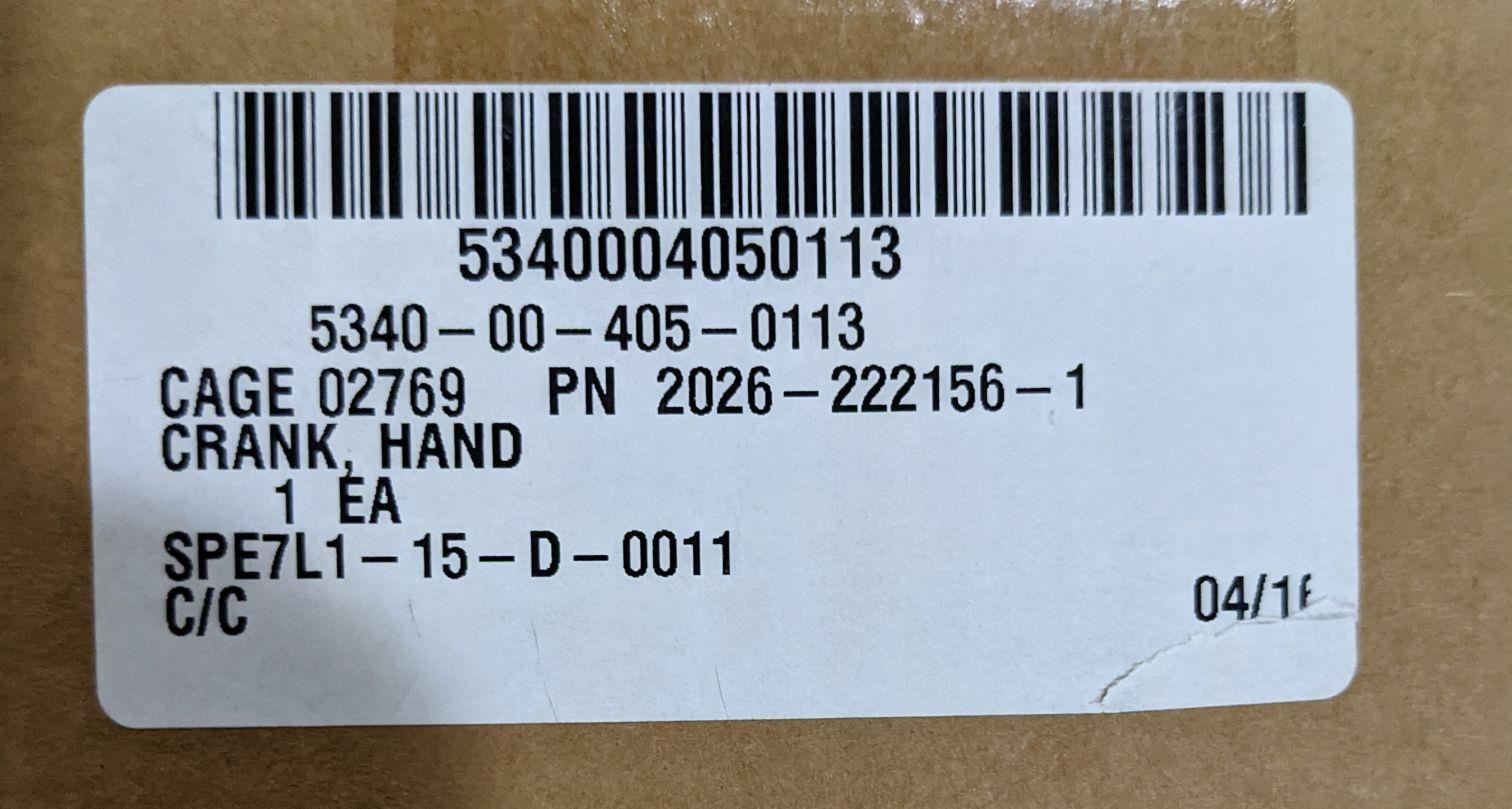 5340004050113
5340-00-405-0113
CAGE 02769 PN 2026-222156-1
CRANK, HAND
1 EA
SPE7L1-15-D-0011
C/C